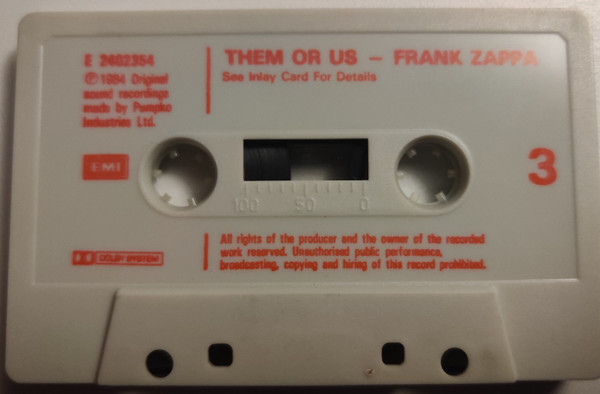 E 2402354
℗ 1984 Original
sound recordings
made by Pumpko
Industries Ltd.
THEM OR US – FRANK ZAPPA
See Inlay Card For Details
EMI
3
100 50 0
DOLBY SYSTEM
All rights of the producer and the owner of the recorded
work reserved. Unauthorised public performance,
broadcasting, copying and hiring of this record prohibited.